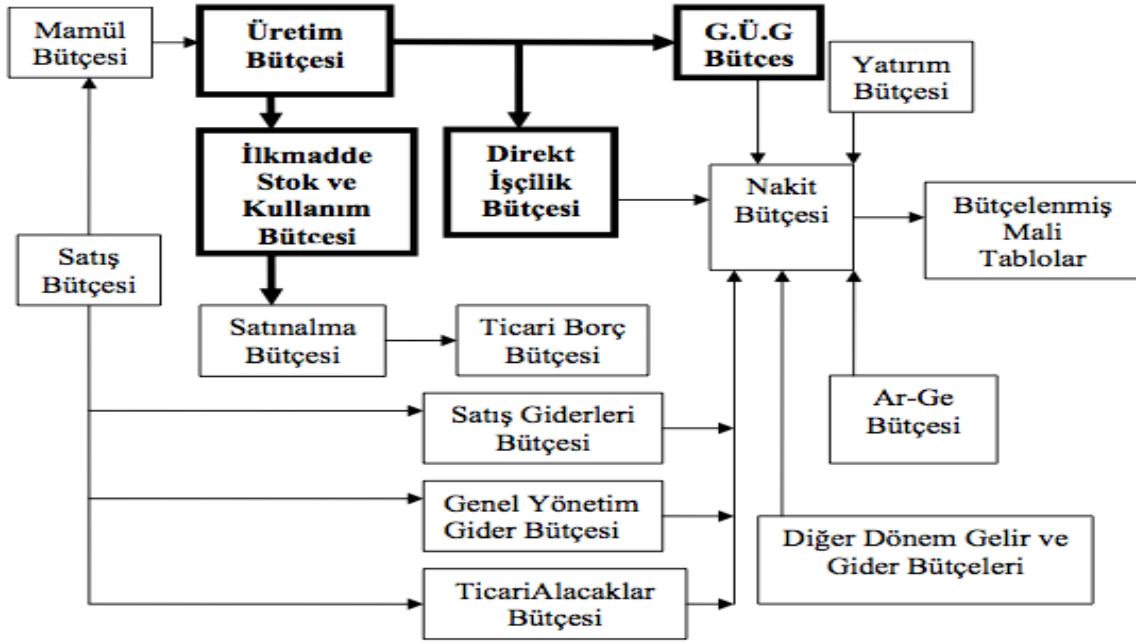 Mamül
Bütçesi
Üretim
Bütçesi
G.Ü.G
Bütçes
Yatırım
Bütçesi
İlkmadde
Stok ve
Kullanım
Bütcesi
Direkt
İşçilik
Bütçesi
Nakit
Bütçesi
Bütçelenmiş
Mali
Tablolar
Satış
Bütçesi
Satınalma
Bütçesi
Ticari Borç
Bütçesi
Satış Giderleri
Bütçesi
Ar-Ge
Bütçesi
Genel Yönetim
Gider Bütçesi
Diğer Dönem Gelir ve
Gider Bütçeleri
TicariAlacaklar
Bütçesi